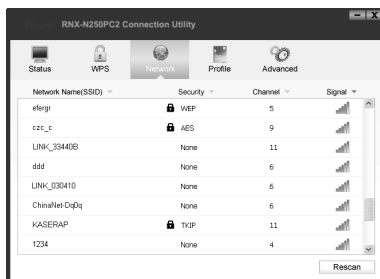 RNX-N250PC2 Connection Utility
Status WPS Network Profile Advanced
Network Name(SSID) Security Channel Signal
efergr WEP 5
czc_c AES 9
LINK_33440B None 11
ddd None 6
LINK_030410 None 6
ChinaNet-DqQq None 6
KASERAP TKIP 11
1234 None 4
Rescan